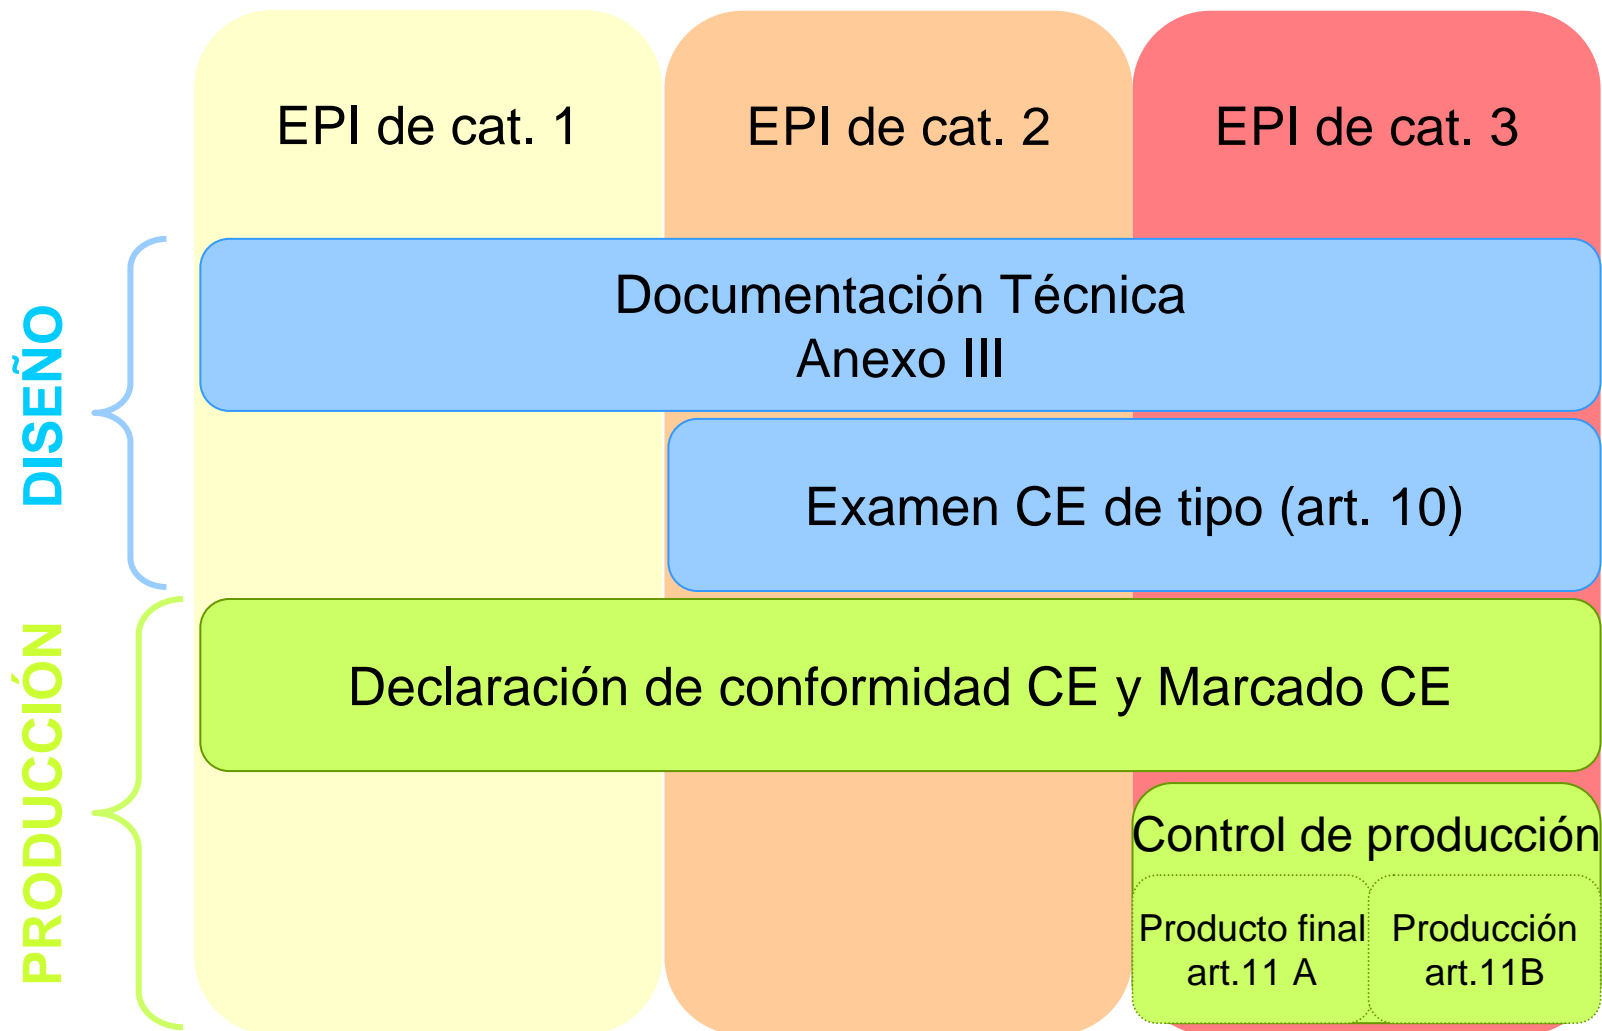 EPI de cat. 1
EPI de cat. 2
EPI de cat. 3
DISEÑO
Documentación Técnica
Anexo III
Examen CE de tipo (art. 10)
PRODUCCIÓN
Declaración de conformidad CE y Marcado CE
Control de producción
Producto final
art.11 A
Producción
art.11B